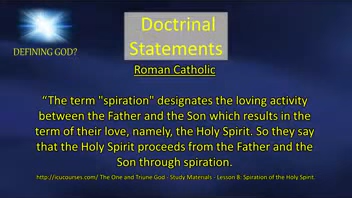 Doctrinal
Statements
DEFINING GOD?
Roman Catholic
“The term "spiration" designates the loving activity
between the Father and the Son which results in the
term of their love, namely, the Holy Spirit. So they say
that the Holy Spirit proceeds from the Father and the
Son through spiration.
http://icucourses.com/ The One and Triune God - Study Materials - Lesson 8: Spiration of the Holy Spirit.